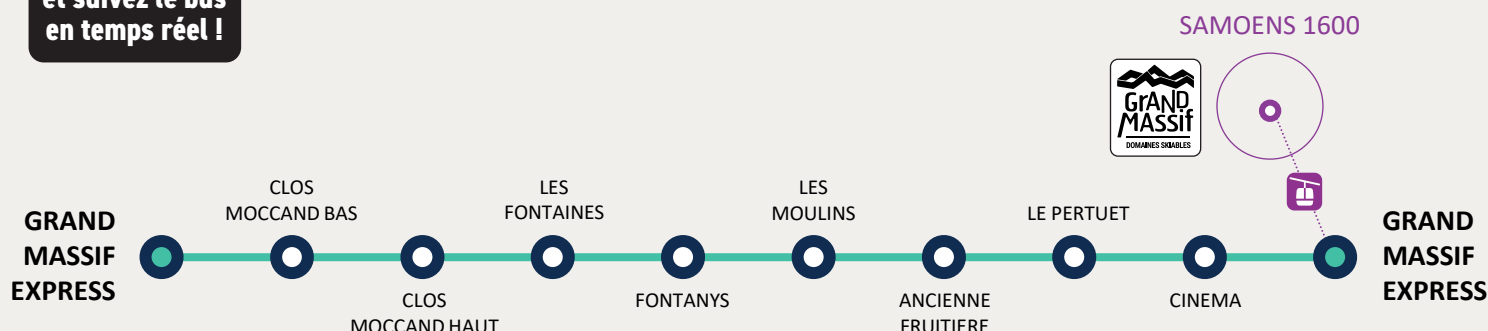 et suivez le bus
en temps réel !
SAMOENS 1600
GrAND
MASSif
DOMAINES SKIABLES
GRAND
MASSIF
EXPRESS
CLOS
MOCCAND BAS
CLOS
MOCCAND HAUT
LES
FONTAINES
FONTANYS
LES
MOULINS
ANCIENNE
FRUITIERE
LE PERTUET
CINEMA
GRAND
MASSIF
EXPRESS